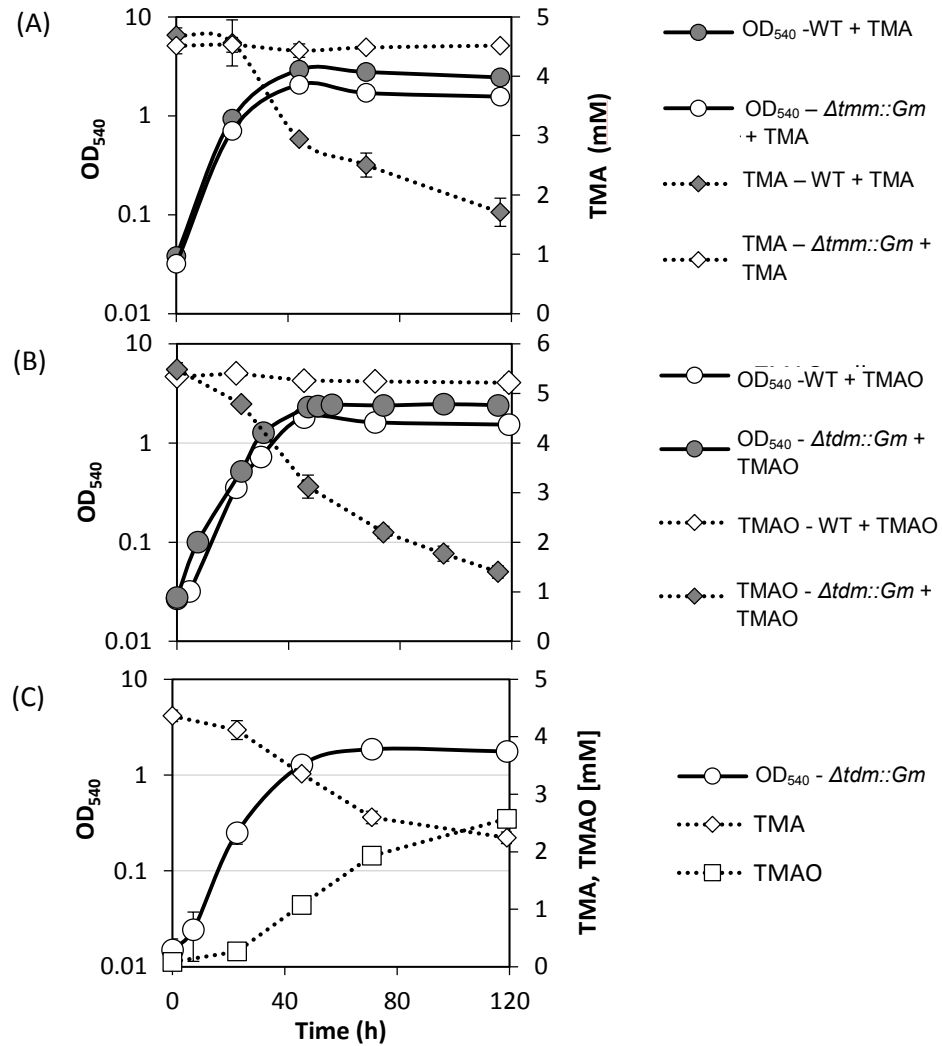 (A)
10
1
0.1
0.01
OD540
5
4
3
2
1
0
TMA (mM)
OD540 -WT + TMA
OD540 – Δtmm::Gm
+ TMA
TMA – WT + TMA
TMA – Δtmm::Gm +
TMA
(B)
10
1
0.1
0.01
OD540
6
5
4
3
2
1
0
OD540 -WT + TMAO
OD540 - Δtdm::Gm +
TMAO
TMAO - WT + TMAO
TMAO - Δtdm::Gm +
TMAO
(C)
10
1
0.1
0.01
OD540
5
4
3
2
1
0
TMA, TMAO [mM]
OD540 - Δtdm::Gm
TMA
TMAO
0 40 80 120
Time (h)